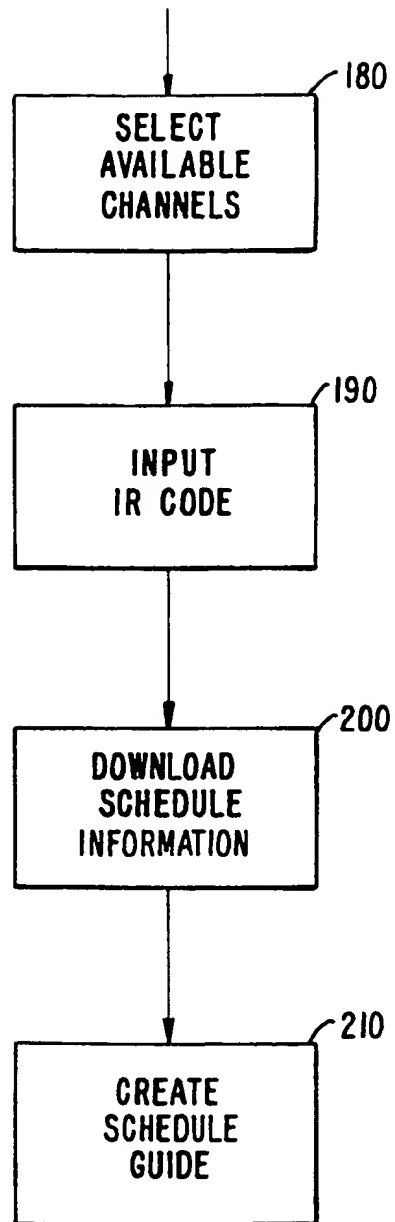 180
SELECT
AVAILABLE
CHANNELS
190
INPUT
IR CODE
200
DOWNLOAD
SCHEDULE
INFORMATION
210
CREATE
SCHEDULE
GUIDE